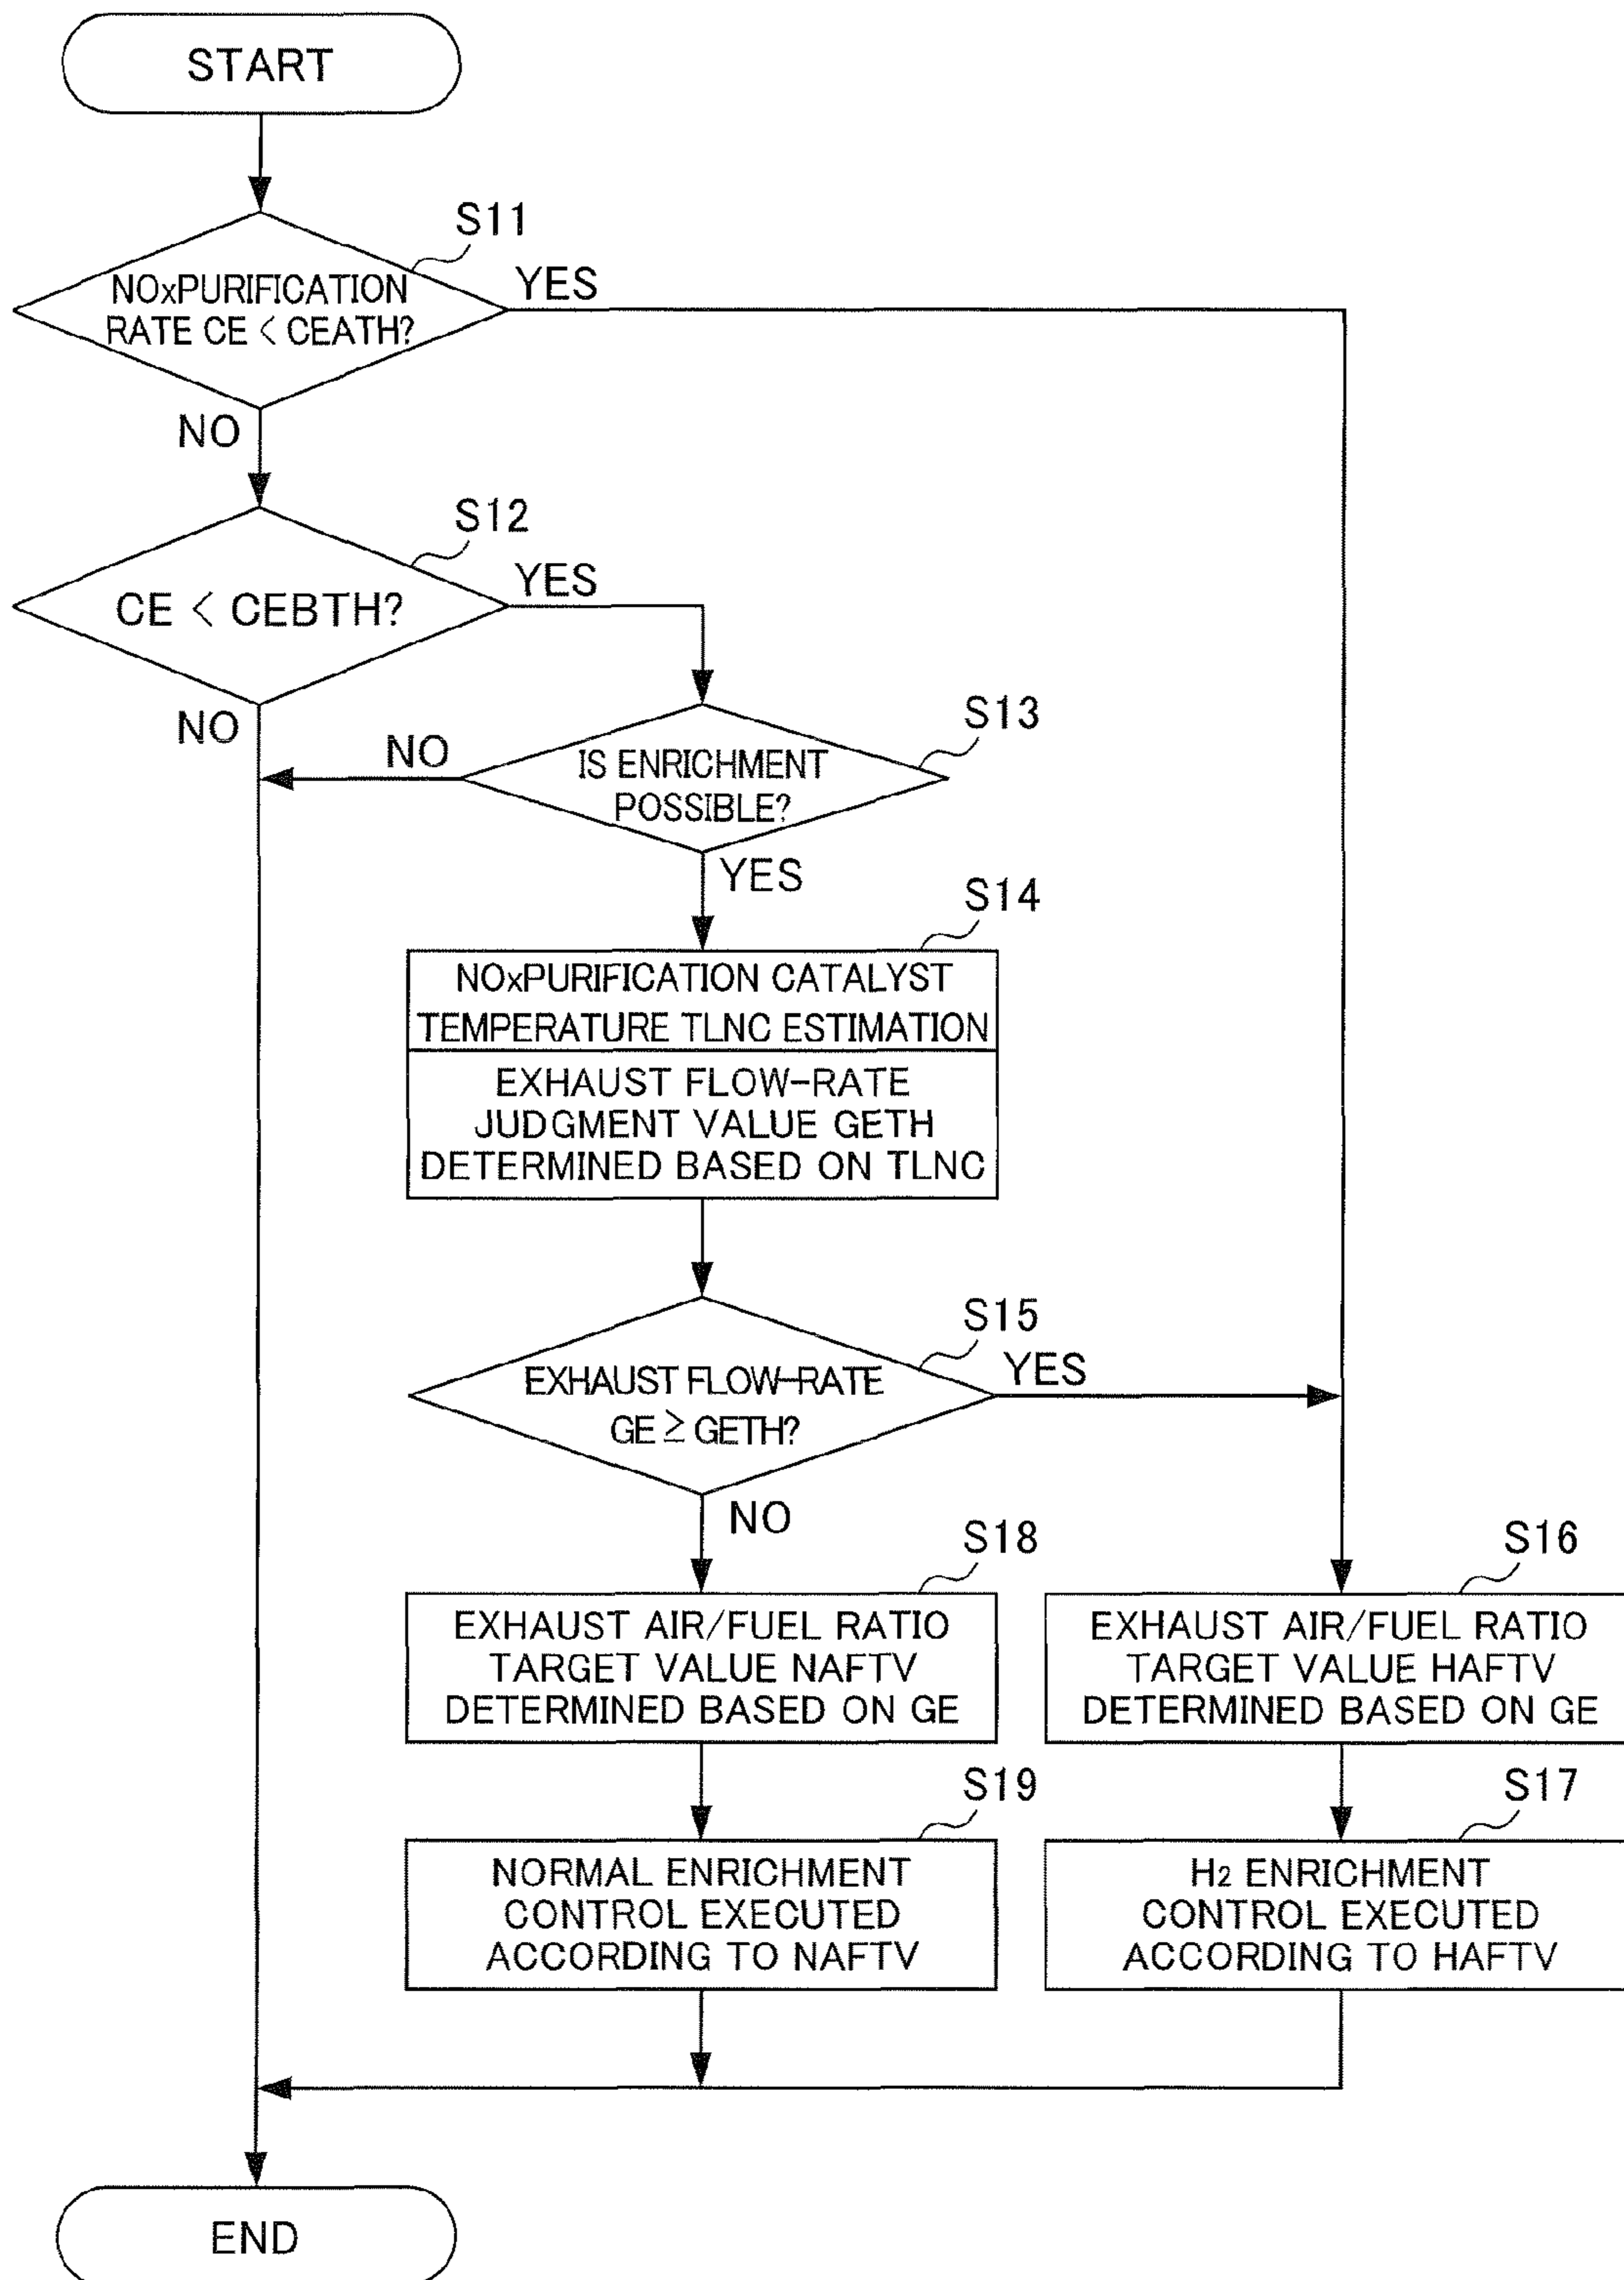 START
S11
NOxPURIFICATION
RATE CE < CEATH?
YES
NO
S12
CE < CEBTH?
YES
NO
S13
IS ENRICHMENT
POSSIBLE?
NO
YES
S14
NOxPURIFICATION CATALYST
TEMPERATURE TLNC ESTIMATION
EXHAUST FLOW-RATE
JUDGMENT VALUE GETH
DETERMINED BASED ON TLNC
S15
EXHAUST FLOW-RATE
GE ≥ GETH?
YES
NO
S18
EXHAUST AIR/FUEL RATIO
TARGET VALUE NAFTV
DETERMINED BASED ON GE
S16
EXHAUST AIR/FUEL RATIO
TARGET VALUE HAFTV
DETERMINED BASED ON GE
S19
NORMAL ENRICHMENT
CONTROL EXECUTED
ACCORDING TO NAFTV
S17
H2 ENRICHMENT
CONTROL EXECUTED
ACCORDING TO HAFTV
END